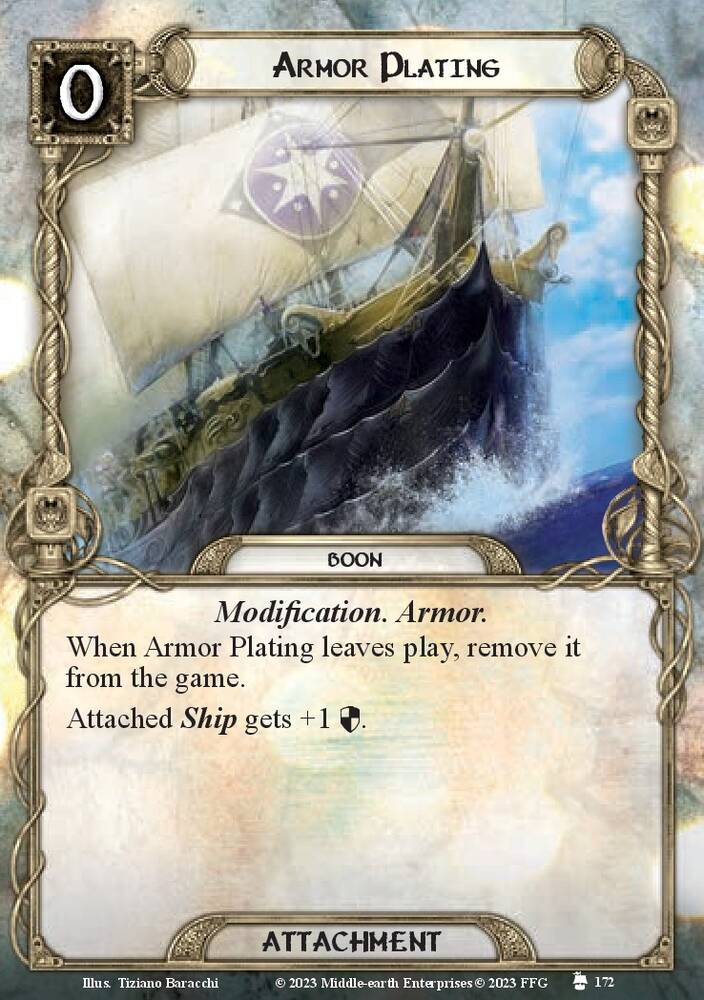 0
Armor Plating
Boon
Modification. Armor.
When Armor Plating leaves play, remove it
from the game.
Attached Ship gets +1 .
Attachment
Illus. Tiziano Baracchi © 2023 Middle-earth Enterprises © 2023 FFG 172